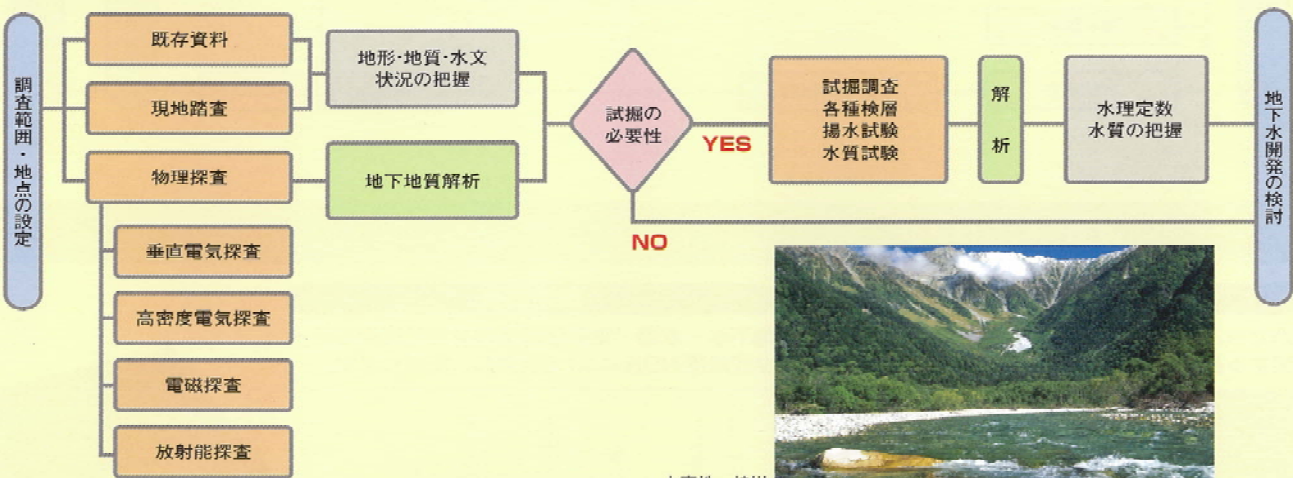 調査範囲・地点の設定
既存資料
現地踏査
物理探査
垂直電気探査
高密度電気探査
電磁探査
放射能探査
地形・地質・水文
状況の把握
地下地質解析
試掘の
必要性
YES
NO
試掘調査
各種検層
揚水試験
水質試験
解析
水理定数
水質の把握
地下水開発の検討